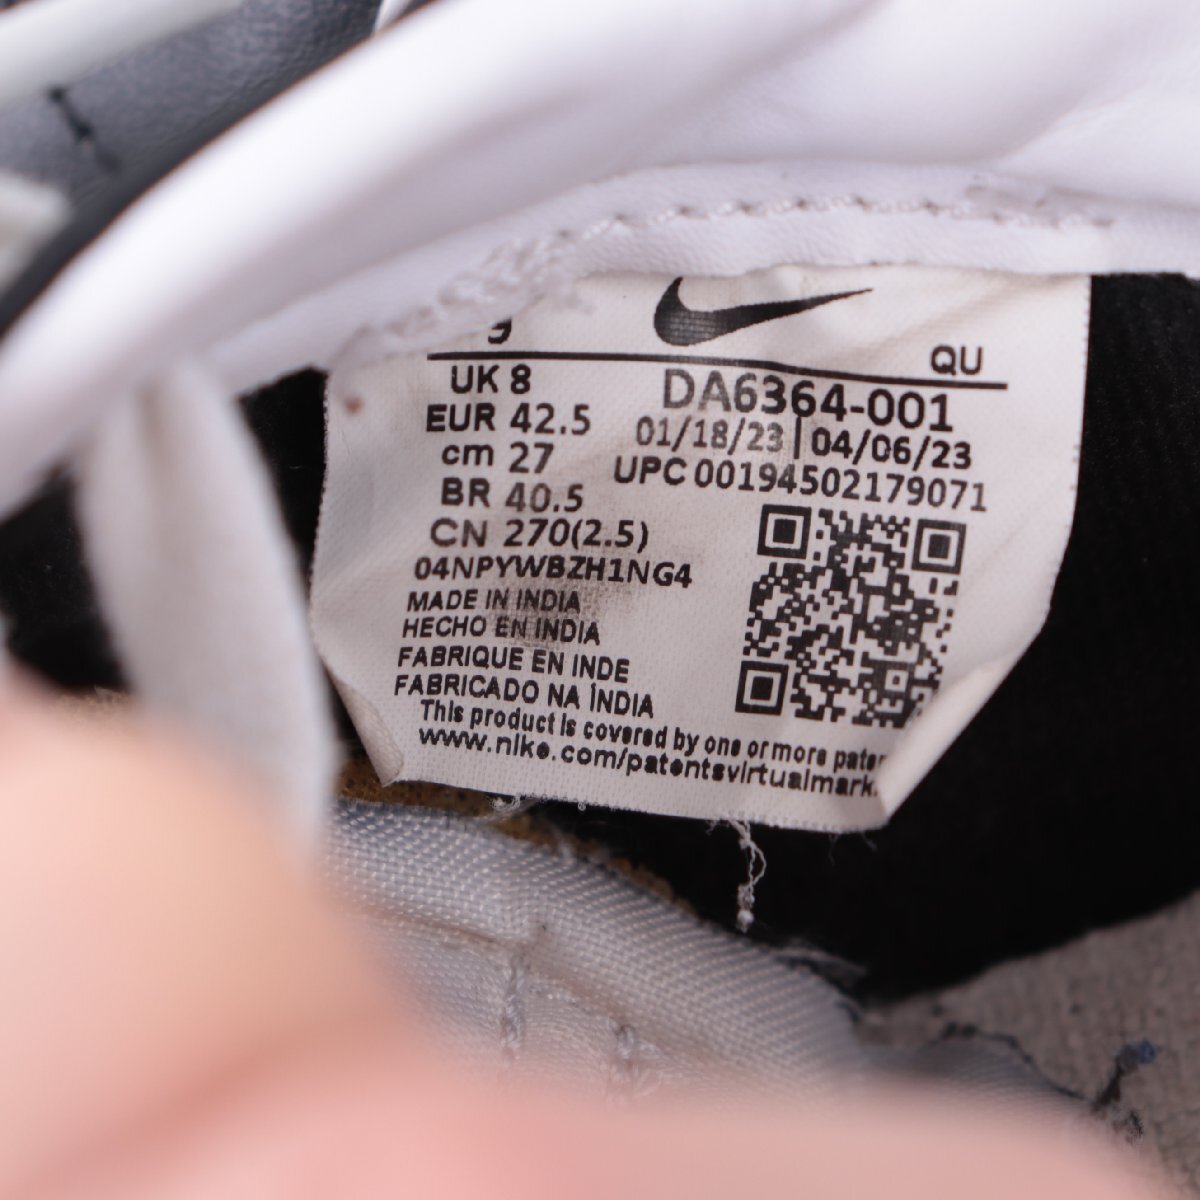 9
QU
UK 8
EUR 42.5
cm 27
BR 40.5
CN 270(2.5)
DA6364-001
01/18/23 | 04/06/23
UPC 00194502179071
04NPYWBZH1NG4
MADE IN INDIA
HECHO EN INDIA
FABRIQUE EN INDE
FABRICADO NA ÍNDIA
This product is covered by one or more
www.nike.com/patentsvirtualmark